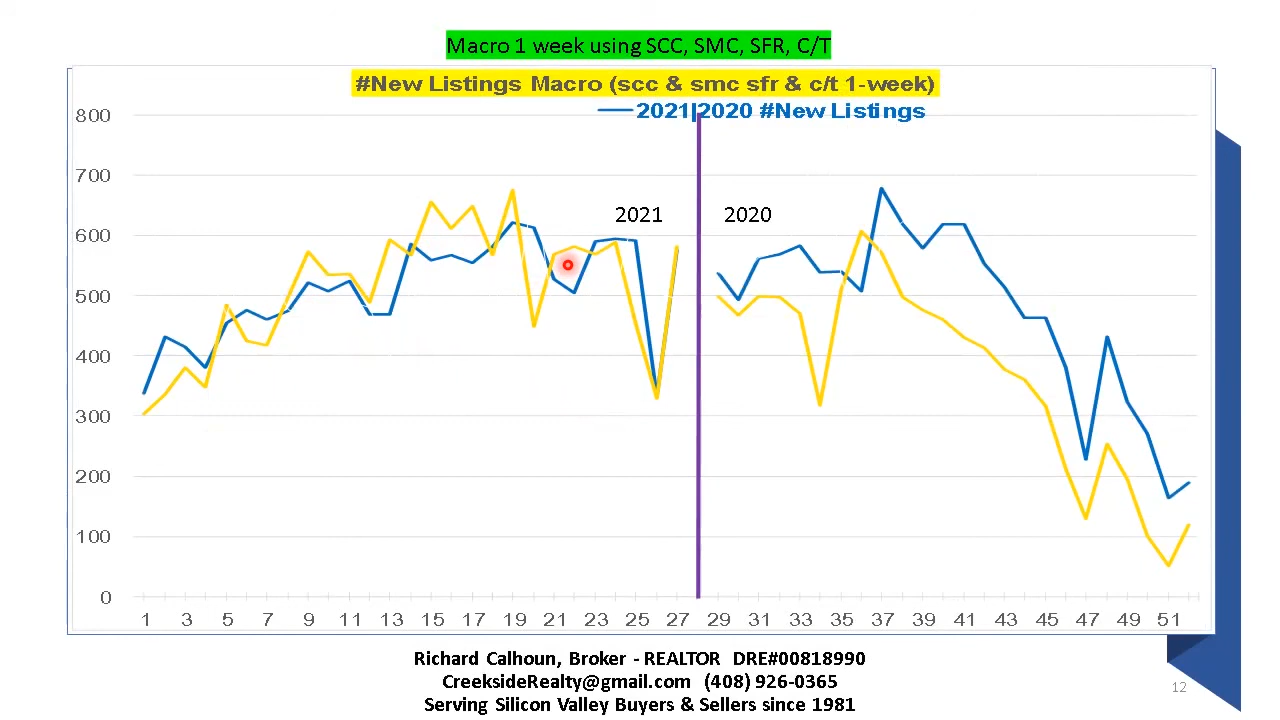 Macro 1 week using SCC, SMC, SFR, C/T
#New Listings Macro (scc & smc sfr & c/t 1-week)
2021|2020 #New Listings
800
700
600
500
400
300
200
100
0
2021
2020
1 3 5 7 9 11 13 15 17 19 21 23 25 27 29 31 33 35 37 39 41 43 45 47 49 51
Richard Calhoun, Broker - REALTOR DRE#00818990
CreeksideRealty@gmail.com (408) 926-0365
Serving Silicon Valley Buyers & Sellers since 1981
12